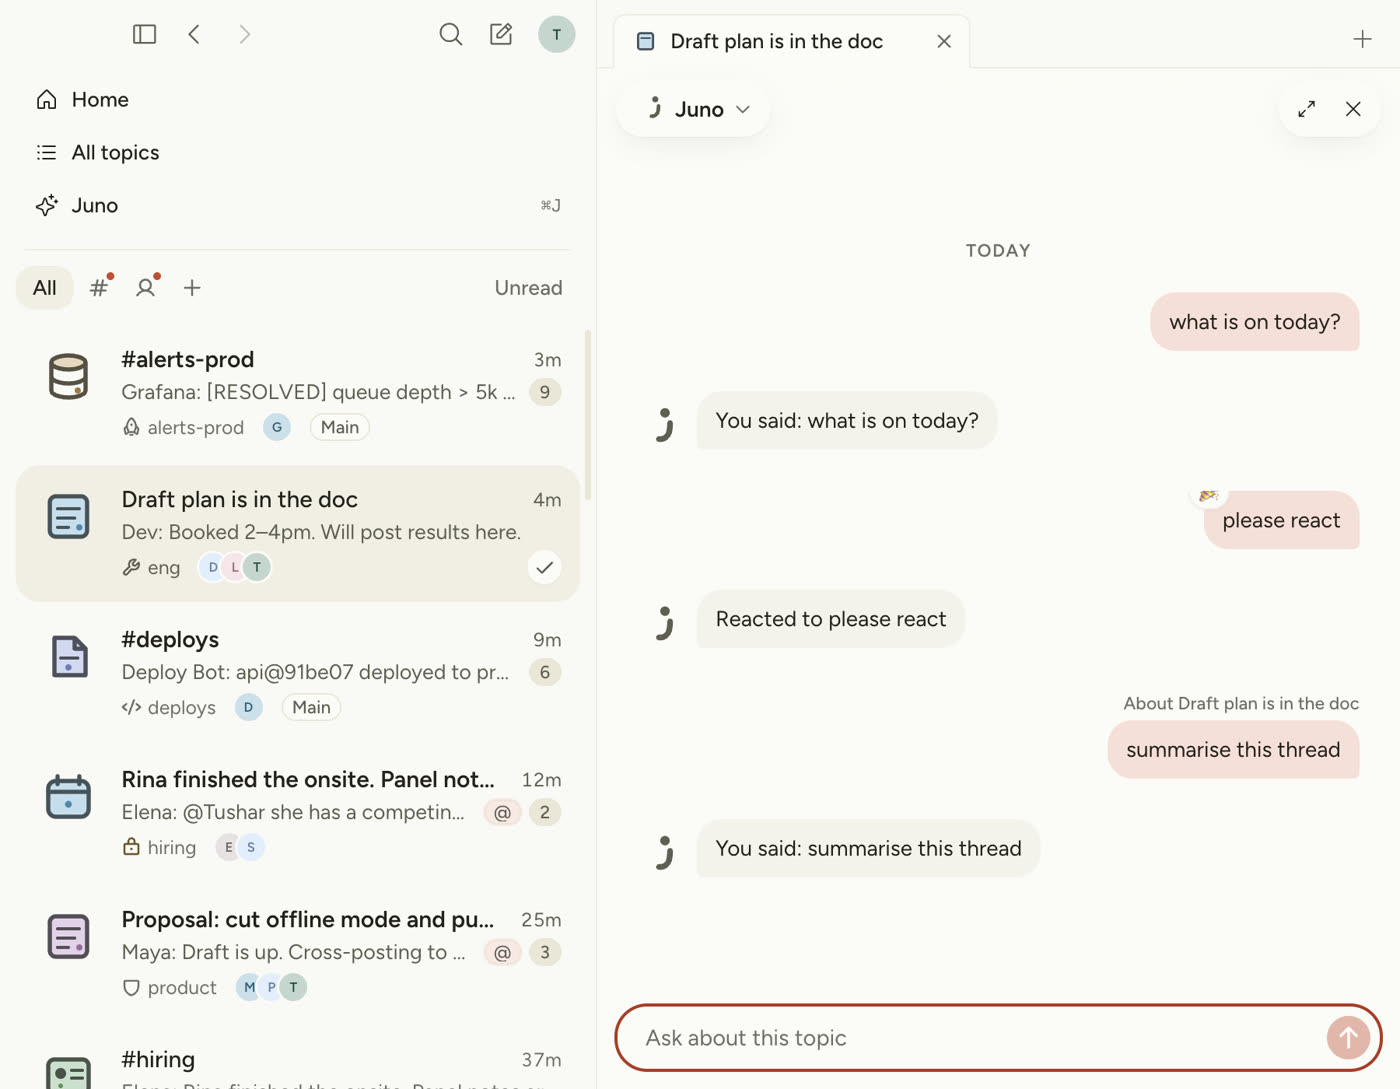 T
Home
All topics
Juno
⌘J
All
#
Unread
#alerts-prod
3m
Grafana: [RESOLVED] queue depth > 5k ...
9
alerts-prod
G
Main
Draft plan is in the doc
4m
Dev: Booked 2–4pm. Will post results here.
eng
D
L
T
#deploys
9m
Deploy Bot: api@91be07 deployed to pr...
6
deploys
D
Main
Rina finished the onsite. Panel not...
12m
Elena: @Tushar she has a competin...
@
2
hiring
E
S
Proposal: cut offline mode and pu...
25m
Maya: Draft is up. Cross-posting to ...
@
3
product
M
P
T
#hiring
37m
Draft plan is in the doc
Juno
TODAY
what is on today?
You said: what is on today?
please react
Reacted to please react
About Draft plan is in the doc
summarise this thread
You said: summarise this thread
Ask about this topic